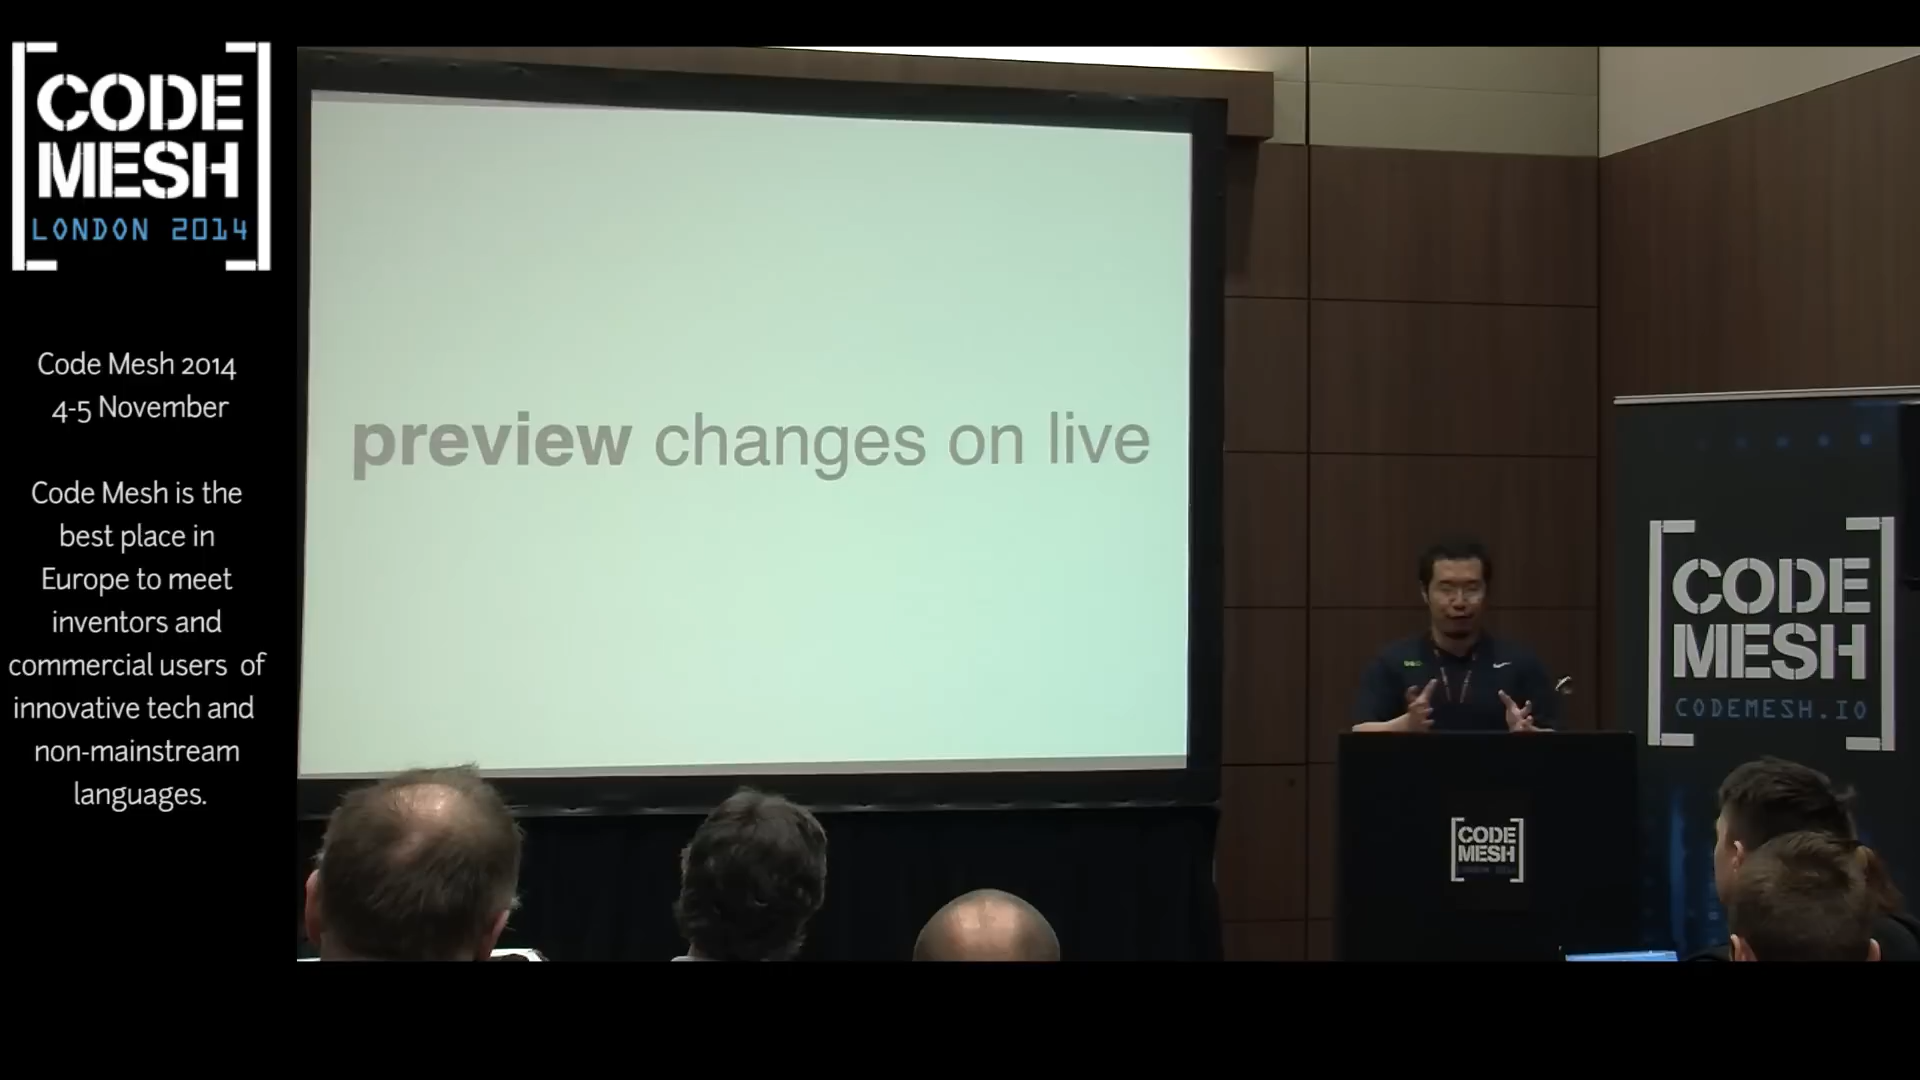 CODE
MESH
LONDON 2014
Code Mesh 2014
4-5 November
Code Mesh is the
best place in
Europe to meet
inventors and
commercial users of
innovative tech and
non-mainstream
languages.
preview changes on live
CODE
MESH
CODEMESH.IO
CODE
MESH
LONDON 2014